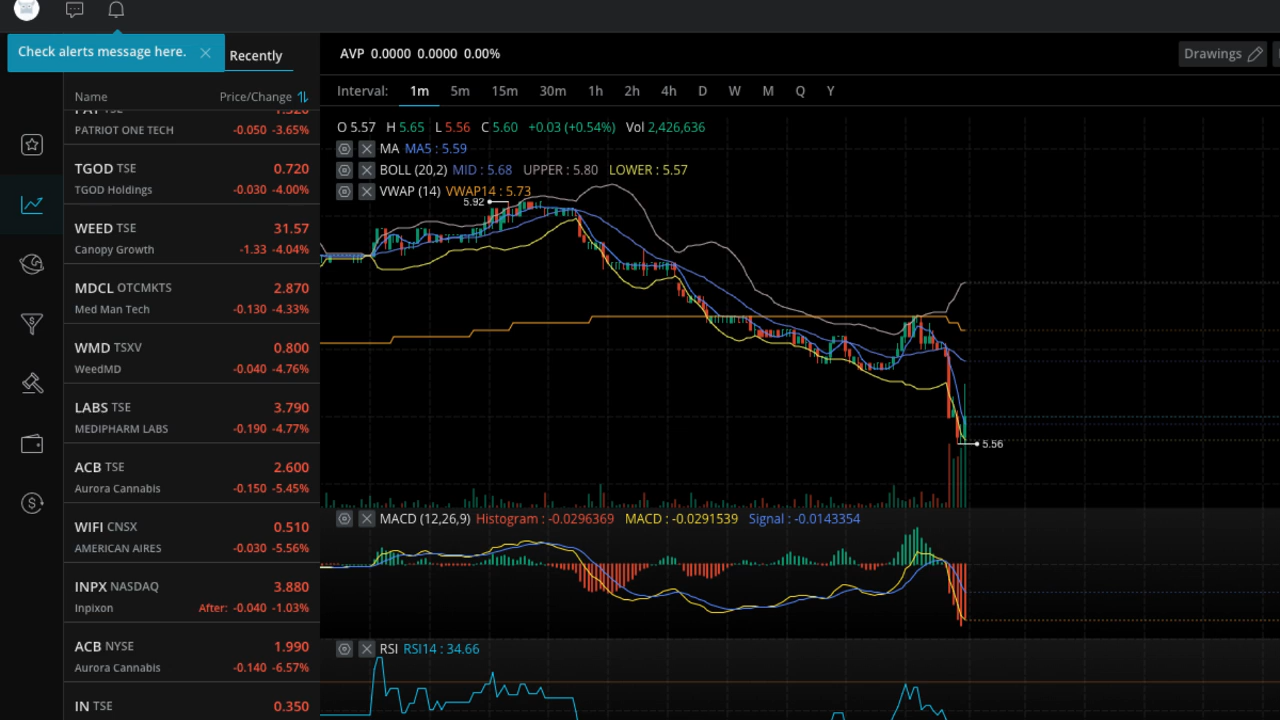 Check alerts message here.
Recently
AVP 0.0000 0.0000 0.00%
Drawings
Name Price/Change
Interval: 1m 5m 15m 30m 1h 2h 4h D W M Q Y
PATRIOT ONE TECH -0.050 -3.65%
O 5.57 H 5.65 L 5.56 C 5.60 +0.03 (+0.54%) Vol 2,426,636
MA MA5 : 5.59
BOLL (20,2) MID : 5.68 UPPER : 5.80 LOWER : 5.57
VWAP (14) VWAP14 : 5.73
5.92
5.56
TGOD TSE 0.720
TGOD Holdings -0.030 -4.00%
WEED TSE 31.57
Canopy Growth -1.33 -4.04%
MDCL OTCMKTS 2.870
Med Man Tech -0.130 -4.33%
WMD TSXV 0.800
WeedMD -0.040 -4.76%
LABS TSE 3.790
MEDIPHARM LABS -0.190 -4.77%
ACB TSE 2.600
Aurora Cannabis -0.150 -5.45%
WIFI CNSX 0.510
AMERICAN AIRES -0.030 -5.56%
INPX NASDAQ 3.880
Inpixon After: -0.040 -1.03%
ACB NYSE 1.990
Aurora Cannabis -0.140 -6.57%
IN TSE 0.350
MACD (12,26,9) Histogram : -0.0296369 MACD : -0.0291539 Signal : -0.0143354
RSI RSI14 : 34.66